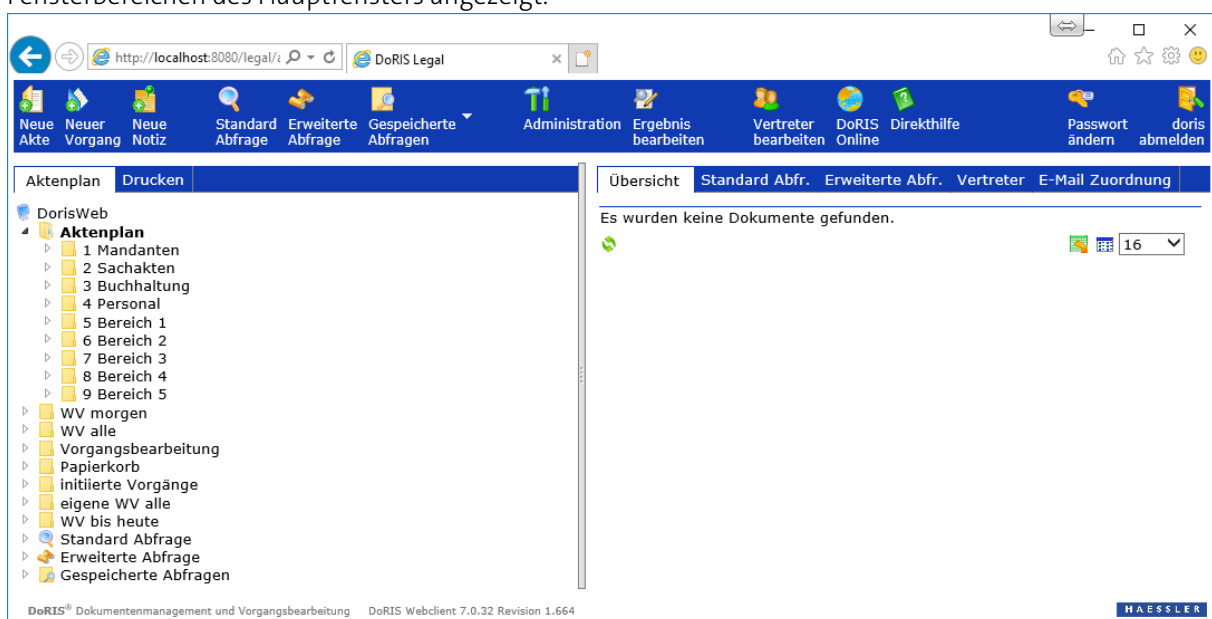 Fensterbereichen des Hauptfensters angezeigt.
http://localhost:8080/legal/a
DoRIS Legal
Neue Akte
Neuer Vorgang
Neue Notiz
Standard Abfrage
Erweiterte Abfrage
Gespeicherte Abfragen
Administration
Ergebnis bearbeiten
Vertreter bearbeiten
DoRIS Online
Direkthilfe
Passwort ändern
doris abmelden
Aktenplan Drucken
DorisWeb
Aktenplan
1 Mandanten
2 Sachakten
3 Buchhaltung
4 Personal
5 Bereich 1
6 Bereich 2
7 Bereich 3
8 Bereich 4
9 Bereich 5
WV morgen
WV alle
Vorgangsbearbeitung
Papierkorb
initiierte Vorgänge
eigene WV alle
WV bis heute
Standard Abfrage
Erweiterte Abfrage
Gespeicherte Abfragen
Übersicht Standard Abfr. Erweiterte Abfr. Vertreter E-Mail Zuordnung
Es wurden keine Dokumente gefunden.
16
DoRIS® Dokumentenmanagement und Vorgangsbearbeitung DoRIS Webclient 7.0.32 Revision 1.664
HAESSLER